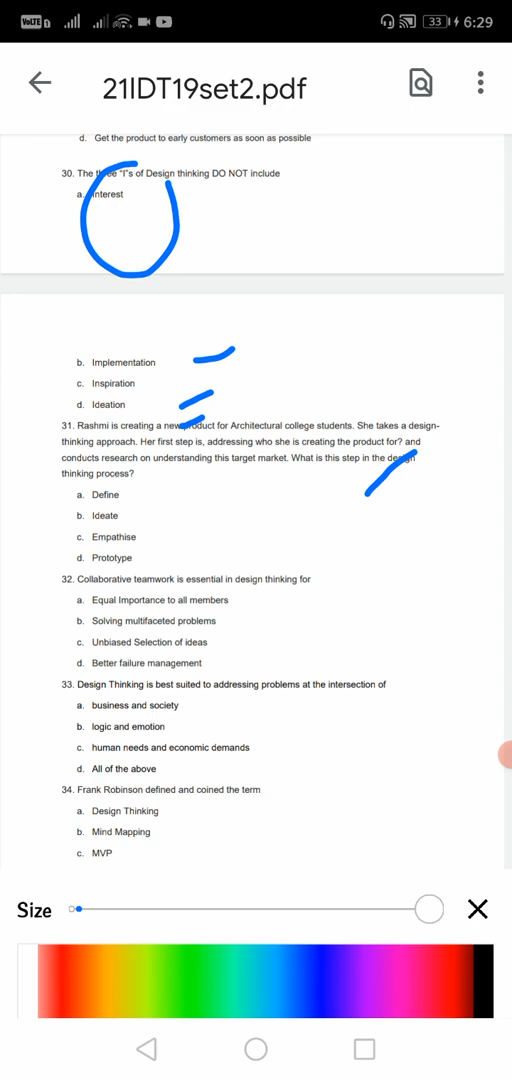 VoLTE 33 6:29
21IDT19set2.pdf
d. Get the product to early customers as soon as possible
30. The three "I"s of Design thinking DO NOT include
a. Interest
b. Implementation
c. Inspiration
d. Ideation
31. Rashmi is creating a new product for Architectural college students. She takes a design-
thinking approach. Her first step is, addressing who she is creating the product for? and
conducts research on understanding this target market. What is this step in the design
thinking process?
a. Define
b. Ideate
c. Empathise
d. Prototype
32. Collaborative teamwork is essential in design thinking for
a. Equal Importance to all members
b. Solving multifaceted problems
c. Unbiased Selection of ideas
d. Better failure management
33. Design Thinking is best suited to addressing problems at the intersection of
a. business and society
b. logic and emotion
c. human needs and economic demands
d. All of the above
34. Frank Robinson defined and coined the term
a. Design Thinking
b. Mind Mapping
c. MVP
Size